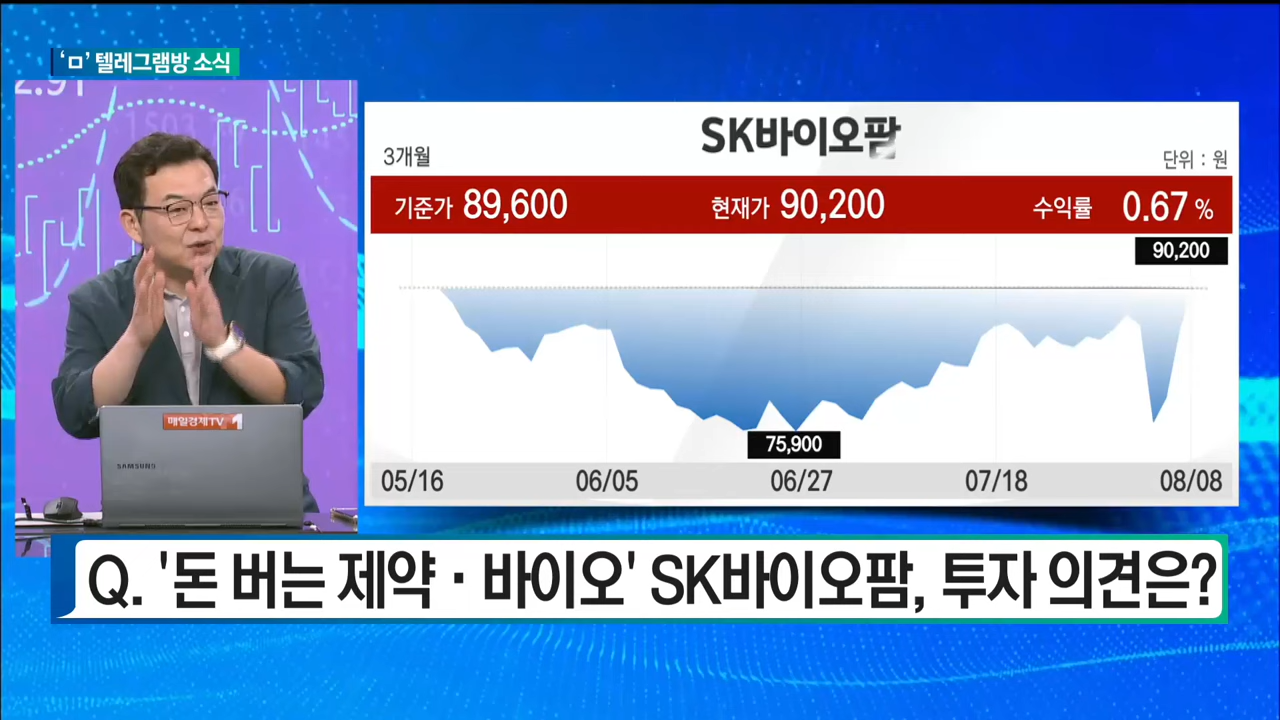 ‘ㅁ’ 텔레그램방 소식
SK바이오팜
3개월
단위 : 원
기준가 89,600 현재가 90,200 수익률 0.67 %
90,200
75,900
05/16 06/05 06/27 07/18 08/08
매일경제TV 1
SAMSUNG
Q. '돈 버는 제약·바이오' SK바이오팜, 투자 의견은?